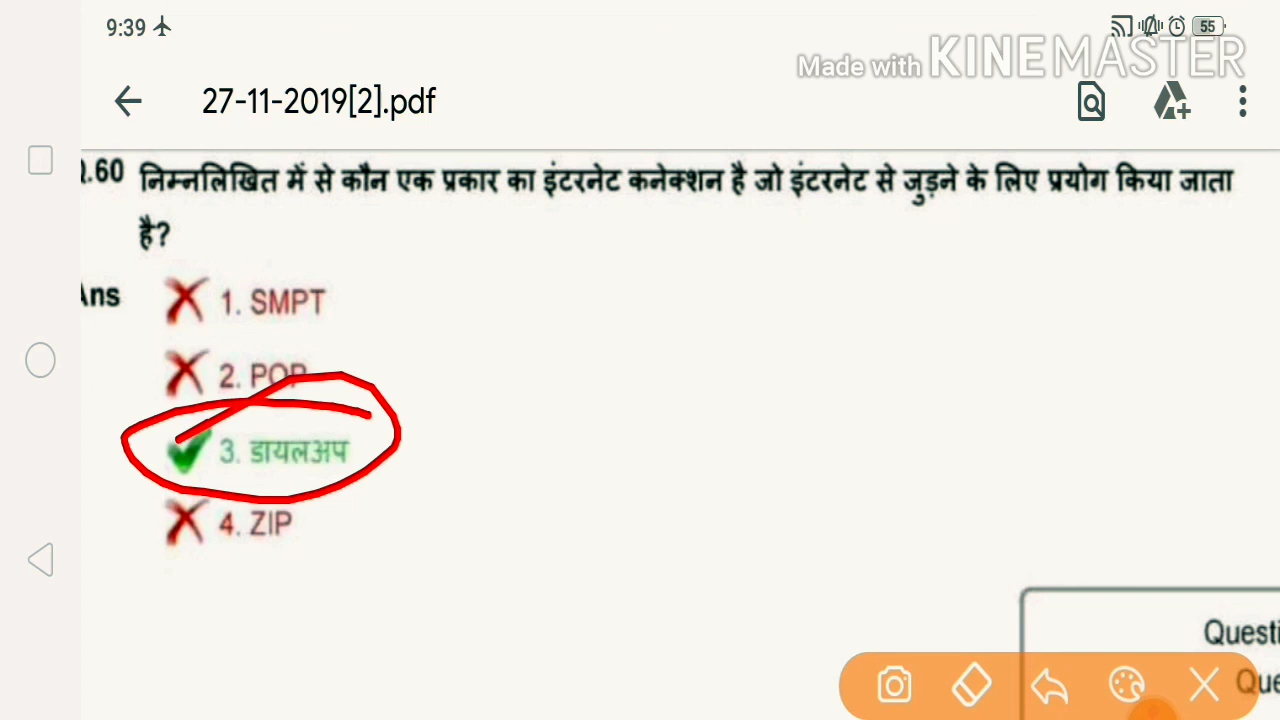 9:39
55
Made with KINEMASTER
27-11-2019[2].pdf
.60 निम्नलिखित में से कौन एक प्रकार का इंटरनेट कनेक्शन है जो इंटरनेट से जुड़ने के लिए प्रयोग किया जाता
है?
Ans
1. SMPT
2. POP
3. डायलअप
4. ZIP
Questi
Que